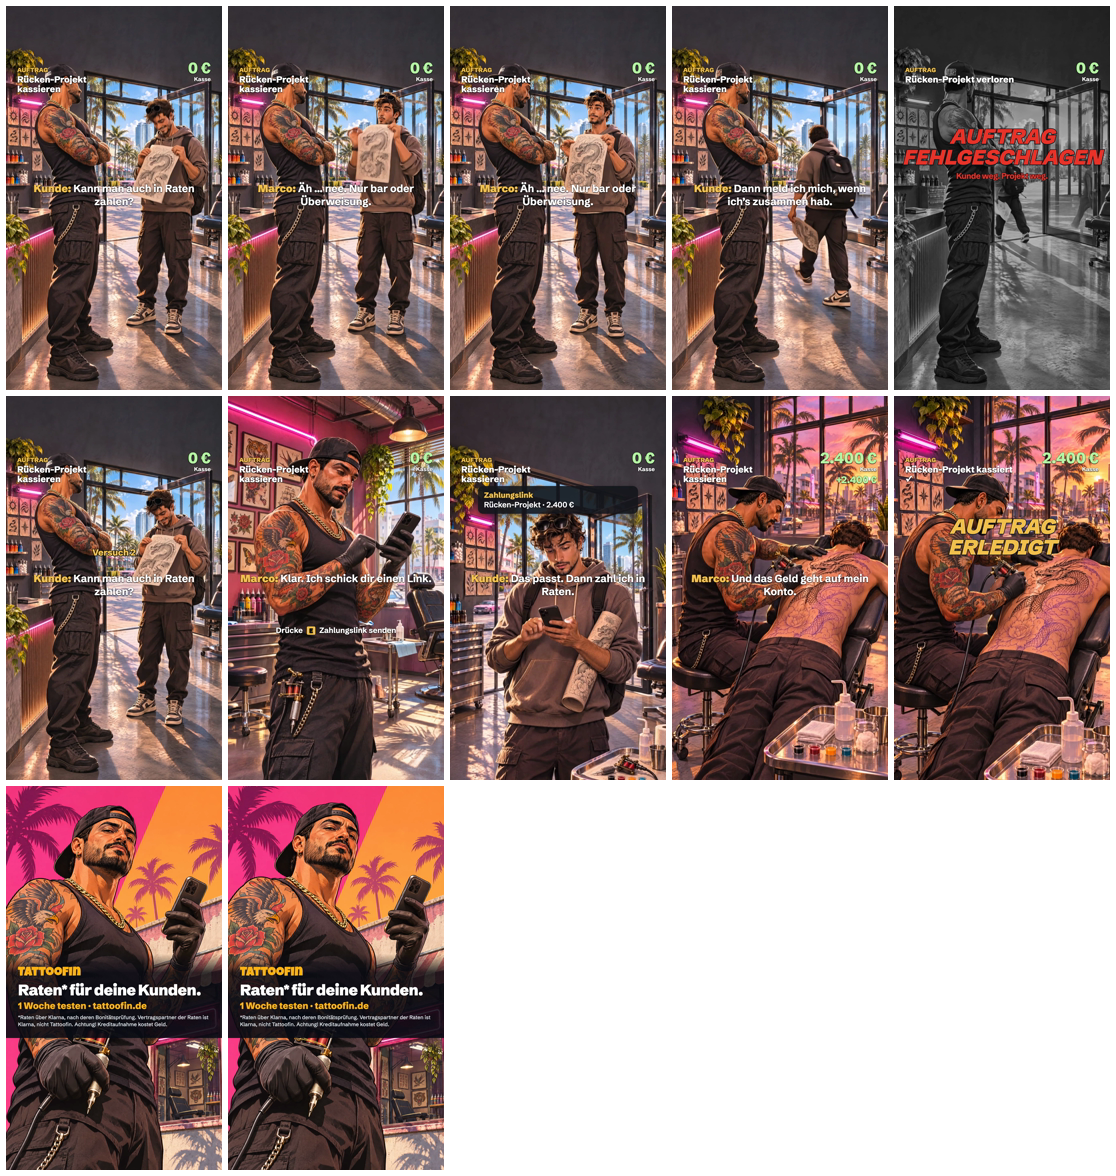 AUFTRAG
Rücken-Projekt
kassieren
0 €
Kasse
Kunde: Kann man auch in Raten
zahlen?
AUFTRAG
Rücken-Projekt
kassieren
0 €
Kasse
Marco: Äh ... nee. Nur bar oder
Überweisung.
AUFTRAG
Rücken-Projekt
kassieren
0 €
Kasse
Marco: Äh ... nee. Nur bar oder
Überweisung.
AUFTRAG
Rücken-Projekt
kassieren
0 €
Kasse
Kunde: Dann meld ich mich, wenn
ich's zusammen hab.
AUFTRAG
Rücken-Projekt verloren
0 €
Kasse
AUFTRAG
FEHLGESCHLAGEN
Kunde weg. Projekt weg.
AUFTRAG
Rücken-Projekt
kassieren
0 €
Kasse
Versuch 2
Kunde: Kann man auch in Raten
zahlen?
AUFTRAG
Rücken-Projekt
kassieren
0 €
Kasse
Marco: Klar. Ich schick dir einen Link.
Drücke E Zahlungslink senden
AUFTRAG
Rücken-Projekt
kassieren
0 €
Kasse
Zahlungslink
Rücken-Projekt · 2.400 €
Kunde: Das passt. Dann zahl ich in
Raten.
AUFTRAG
Rücken-Projekt
kassieren
2.400 €
Kasse
+2.400 €
Marco: Und das Geld geht auf mein
Konto.
AUFTRAG
Rücken-Projekt kassiert
✓
2.400 €
Kasse
AUFTRAG
ERLEDIGT
TATTOOFIN
Raten* für deine Kunden.
1 Woche testen · tattoofin.de
*Raten über Klarna, nach deren Bonitätsprüfung. Vertragspartner der Raten ist
Klarna, nicht Tattoofin. Achtung! Kreditaufnahme kostet Geld.
TATTOOFIN
Raten* für deine Kunden.
1 Woche testen · tattoofin.de
*Raten über Klarna, nach deren Bonitätsprüfung. Vertragspartner der Raten ist
Klarna, nicht Tattoofin. Achtung! Kreditaufnahme kostet Geld.